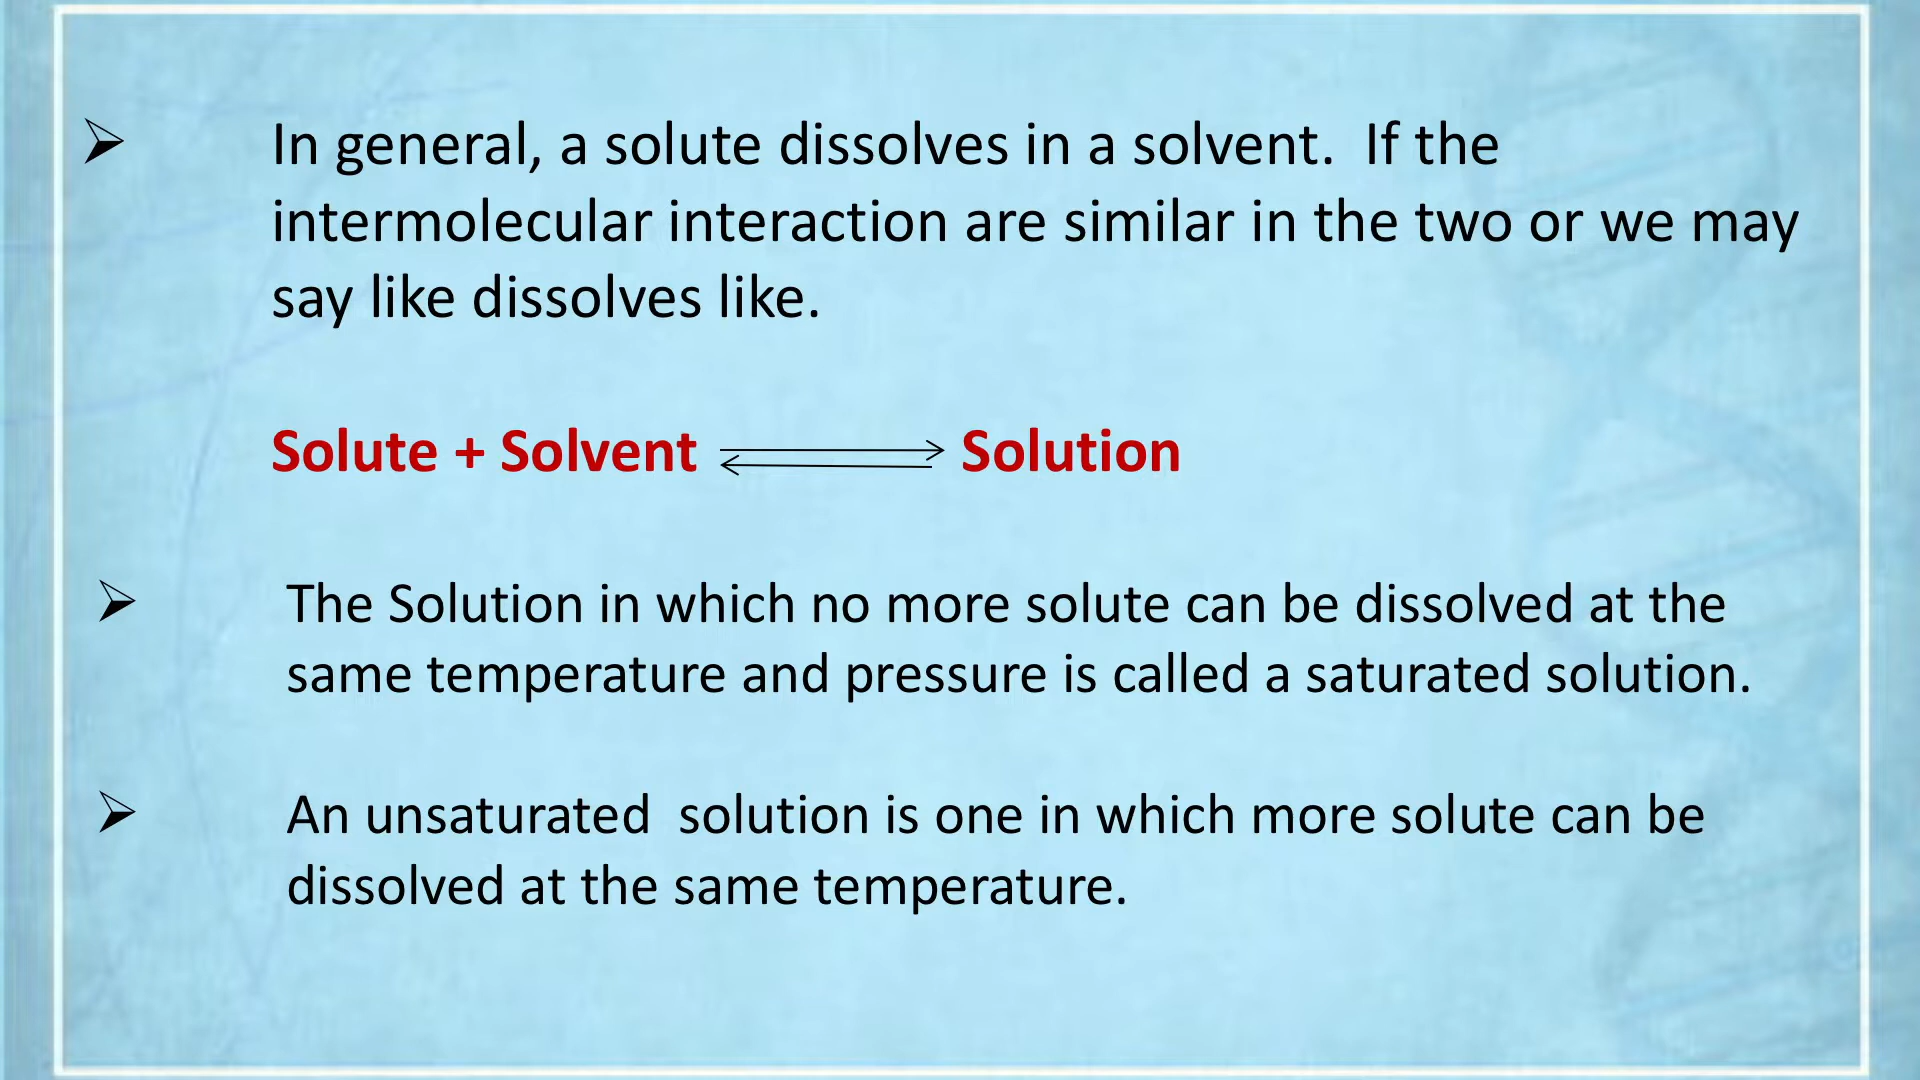 In general, a solute dissolves in a solvent.  If the
intermolecular interaction are similar in the two or we may
say like dissolves like.
Solute + Solvent ⇌ Solution
The Solution in which no more solute can be dissolved at the
same temperature and pressure is called a saturated solution.
An unsaturated  solution is one in which more solute can be
dissolved at the same temperature.